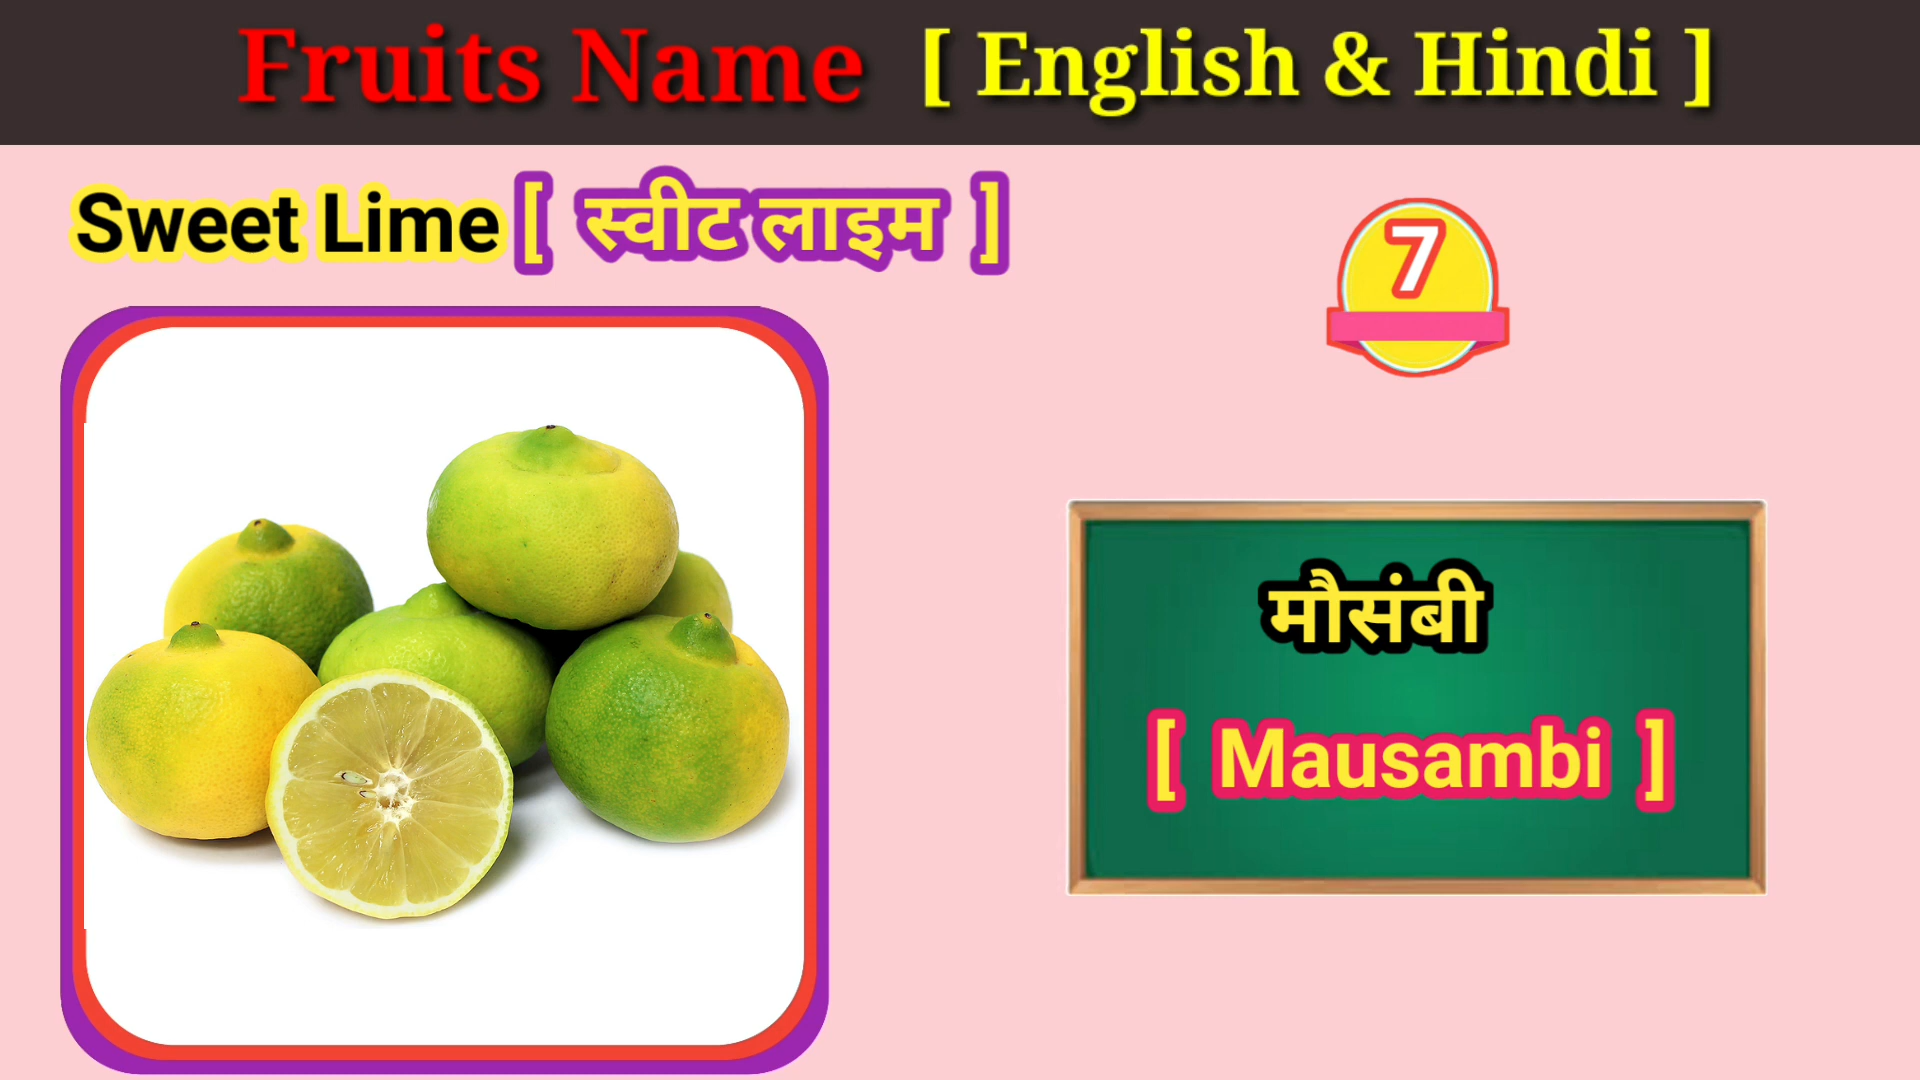 Fruits Name [ English & Hindi ]
Sweet Lime [ स्वीट लाइम ]
7
मौसंबी
[ Mausambi ]